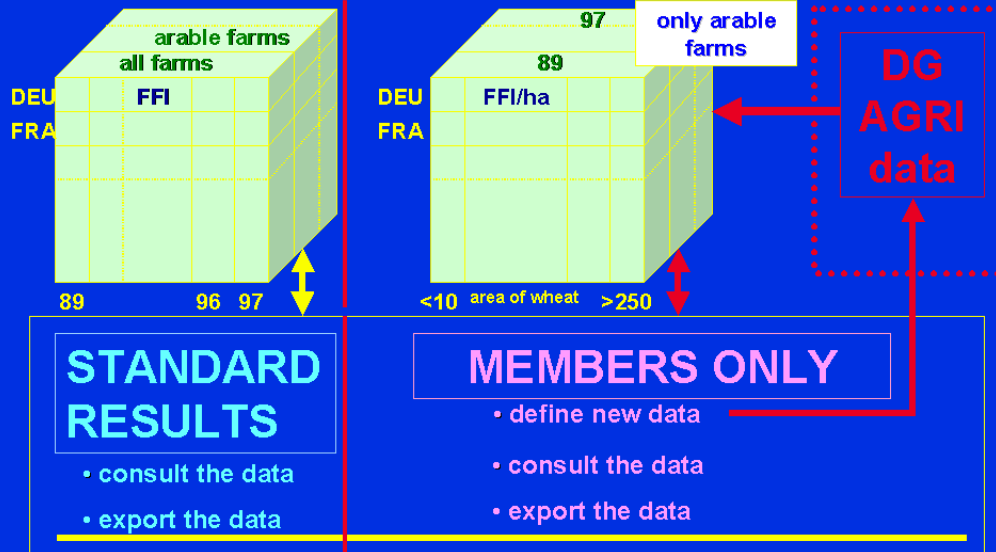 arable farms
all farms
DEU
FFI
FRA
89
96
97
97
89
DEU
FFI/ha
FRA
<10
area of wheat
>250
only arable
farms
DG
AGRI
data
STANDARD
RESULTS
• consult the data
• export the data
MEMBERS ONLY
• define new data
• consult the data
• export the data